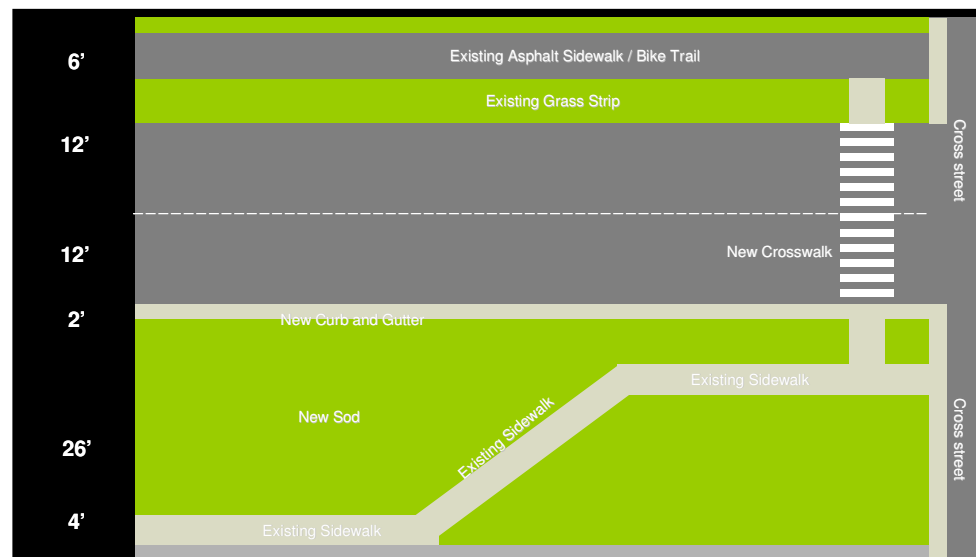 6’
Existing Asphalt Sidewalk / Bike Trail
Existing Grass Strip
12’
Cross street
12’
New Crosswalk
2’
New Curb and Gutter
Existing Sidewalk
New Sod
Existing Sidewalk
Cross street
26’
4’
Existing Sidewalk